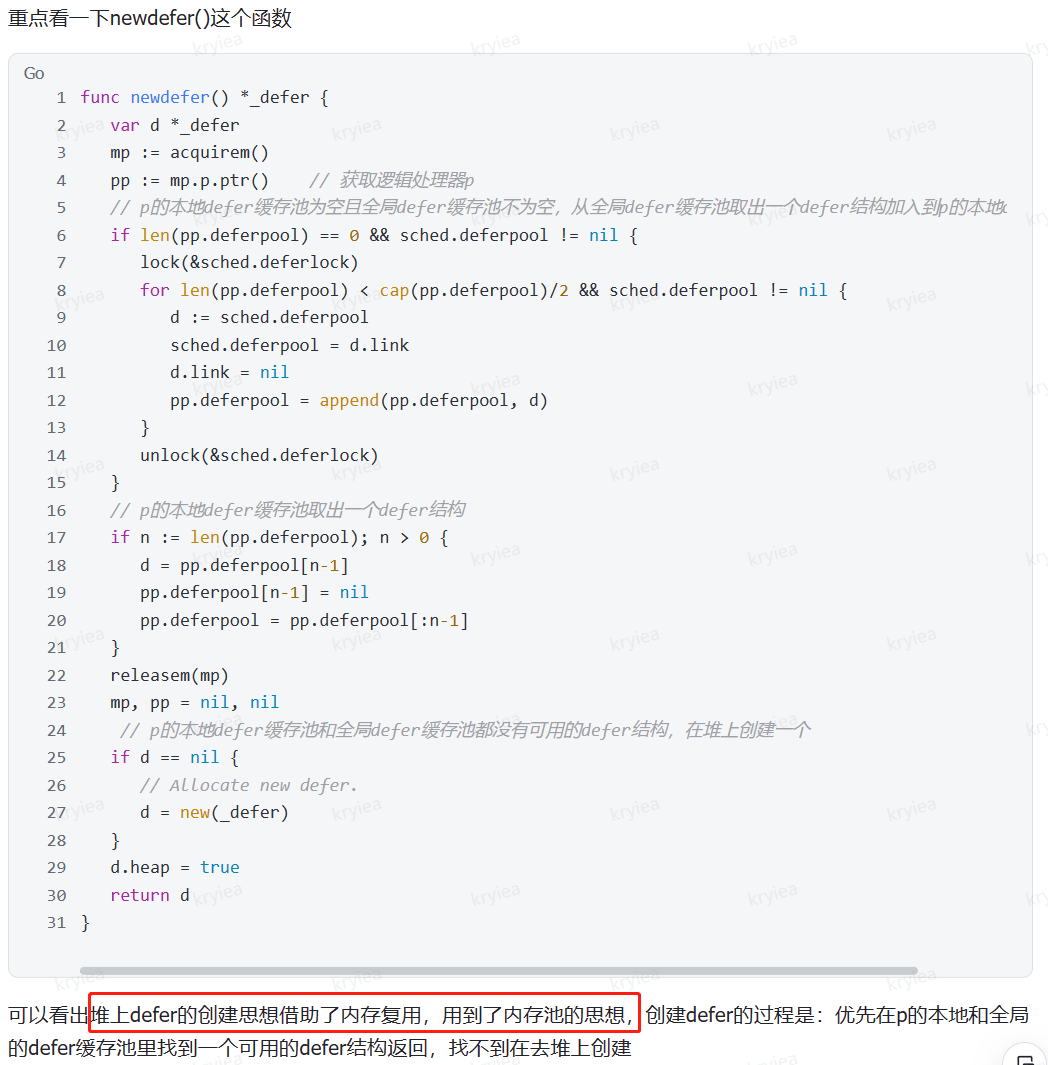 重点看一下newdefer()这个函数
Go
1 func newdefer() *_defer {
2 var d *_defer
3 mp := acquirem()
4 pp := mp.p.ptr() // 获取逻辑处理器p
5 // p的本地defer缓存池为空且全局defer缓存池不为空，从全局defer缓存池取出一个defer结构加入到p的本地
6 if len(pp.deferpool) == 0 && sched.deferpool != nil {
7 lock(&sched.deferlock)
8 for len(pp.deferpool) < cap(pp.deferpool)/2 && sched.deferpool != nil {
9 d := sched.deferpool
10 sched.deferpool = d.link
11 d.link = nil
12 pp.deferpool = append(pp.deferpool, d)
13 }
14 unlock(&sched.deferlock)
15 }
16 // p的本地defer缓存池取出一个defer结构
17 if n := len(pp.deferpool); n > 0 {
18 d = pp.deferpool[n-1]
19 pp.deferpool[n-1] = nil
20 pp.deferpool = pp.deferpool[:n-1]
21 }
22 releasem(mp)
23 mp, pp = nil, nil
24 // p的本地defer缓存池和全局defer缓存池都没有可用的defer结构，在堆上创建一个
25 if d == nil {
26 // Allocate new defer.
27 d = new(_defer)
28 }
29 d.heap = true
30 return d
31 }
可以看出堆上defer的创建思想借助了内存复用，用到了内存池的思想，创建defer的过程是：优先在p的本地和全局
的defer缓存池里找到一个可用的defer结构返回，找不到在去堆上创建
kryiea